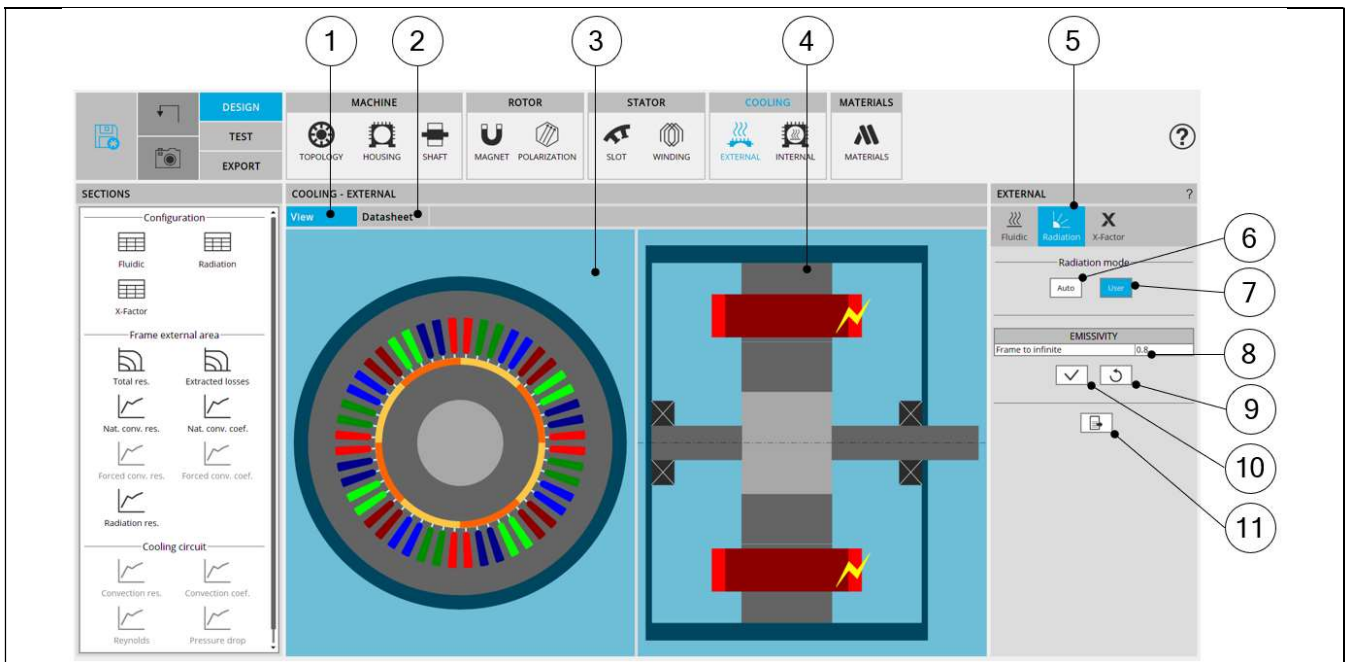 1 2 3 4 5
DESIGN MACHINE ROTOR STATOR COOLING MATERIALS
TEST
EXPORT
TOPOLOGY HOUSING SHAFT MAGNET POLARIZATION SLOT WINDING EXTERNAL INTERNAL MATERIALS
?
SECTIONS COOLING - EXTERNAL EXTERNAL ?
View Datasheet
Configuration
Fluidic Radiation
X-Factor
Frame external area
Total res. Extracted losses
Nat. conv. res. Nat. conv. coef.
Forced conv. res. Forced conv. coef.
Radiation res.
Cooling circuit
Convection res. Convection coef.
Reynolds Pressure drop
Fluidic Radiation X-Factor
Radiation mode
Auto User
EMISSIVITY
Frame to infinite 0.8
6
7
8
9
10
11